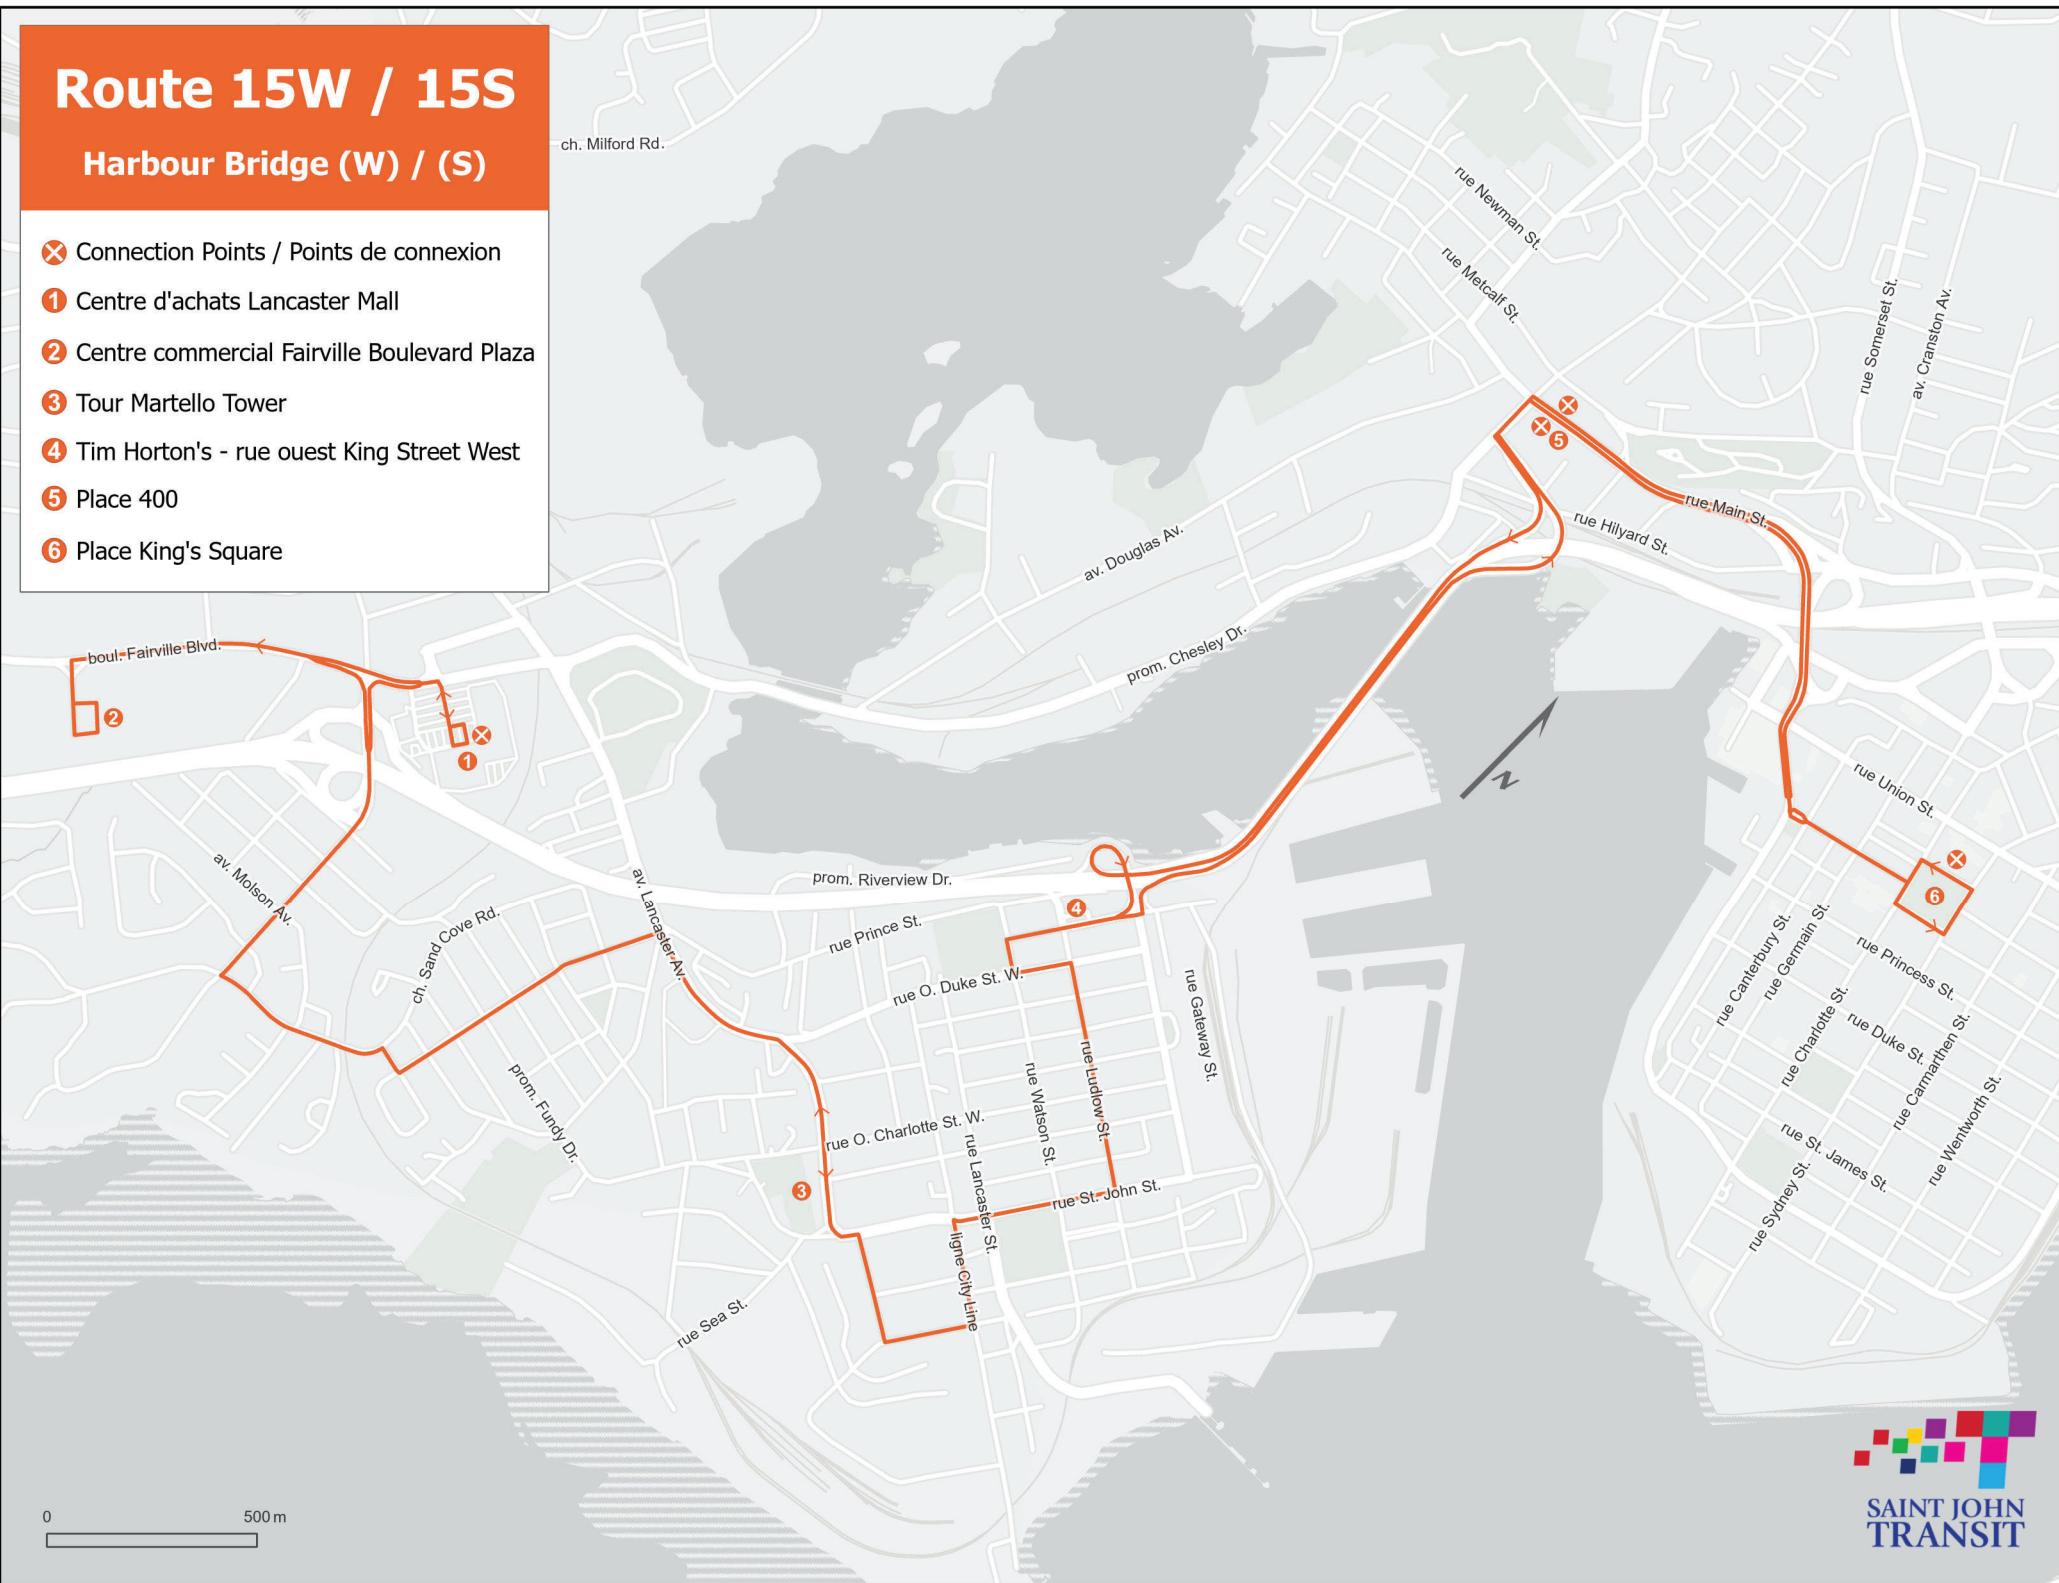 Route 15W / 15S
Harbour Bridge (W) / (S)
Connection Points / Points de connexion
1 Centre d'achats Lancaster Mall
2 Centre commercial Fairville Boulevard Plaza
3 Tour Martello Tower
4 Tim Horton's - rue ouest King Street West
5 Place 400
6 Place King's Square
ch. Milford Rd.
rue Newman St.
rue Metcalf St.
rue Somerset St.
av. Cranston Av.
5
rue Main St.
rue Hilyard St.
av. Douglas Av.
prom. Chesley Dr.
boul. Fairville Blvd.
2
1
N
rue Union St.
av. Molson Av.
ch. Sand Cove Rd.
av. Lancaster Av.
prom. Riverview Dr.
4
6
rue Prince St.
rue O. Duke St. W.
rue Gateway St.
rue Canterbury St.
rue Germain St.
rue Princess St.
rue Charlotte St.
rue Duke St.
rue Carmarthen St.
rue Wentworth St.
prom. Fundy Dr.
rue Watson St.
rue Ludlow St.
rue O. Charlotte St. W.
rue Lancaster St.
3
rue St. John St.
rue St. James St.
rue Sydney St.
ligne City Line
rue Sea St.
0 500 m
SAINT JOHN
TRANSIT